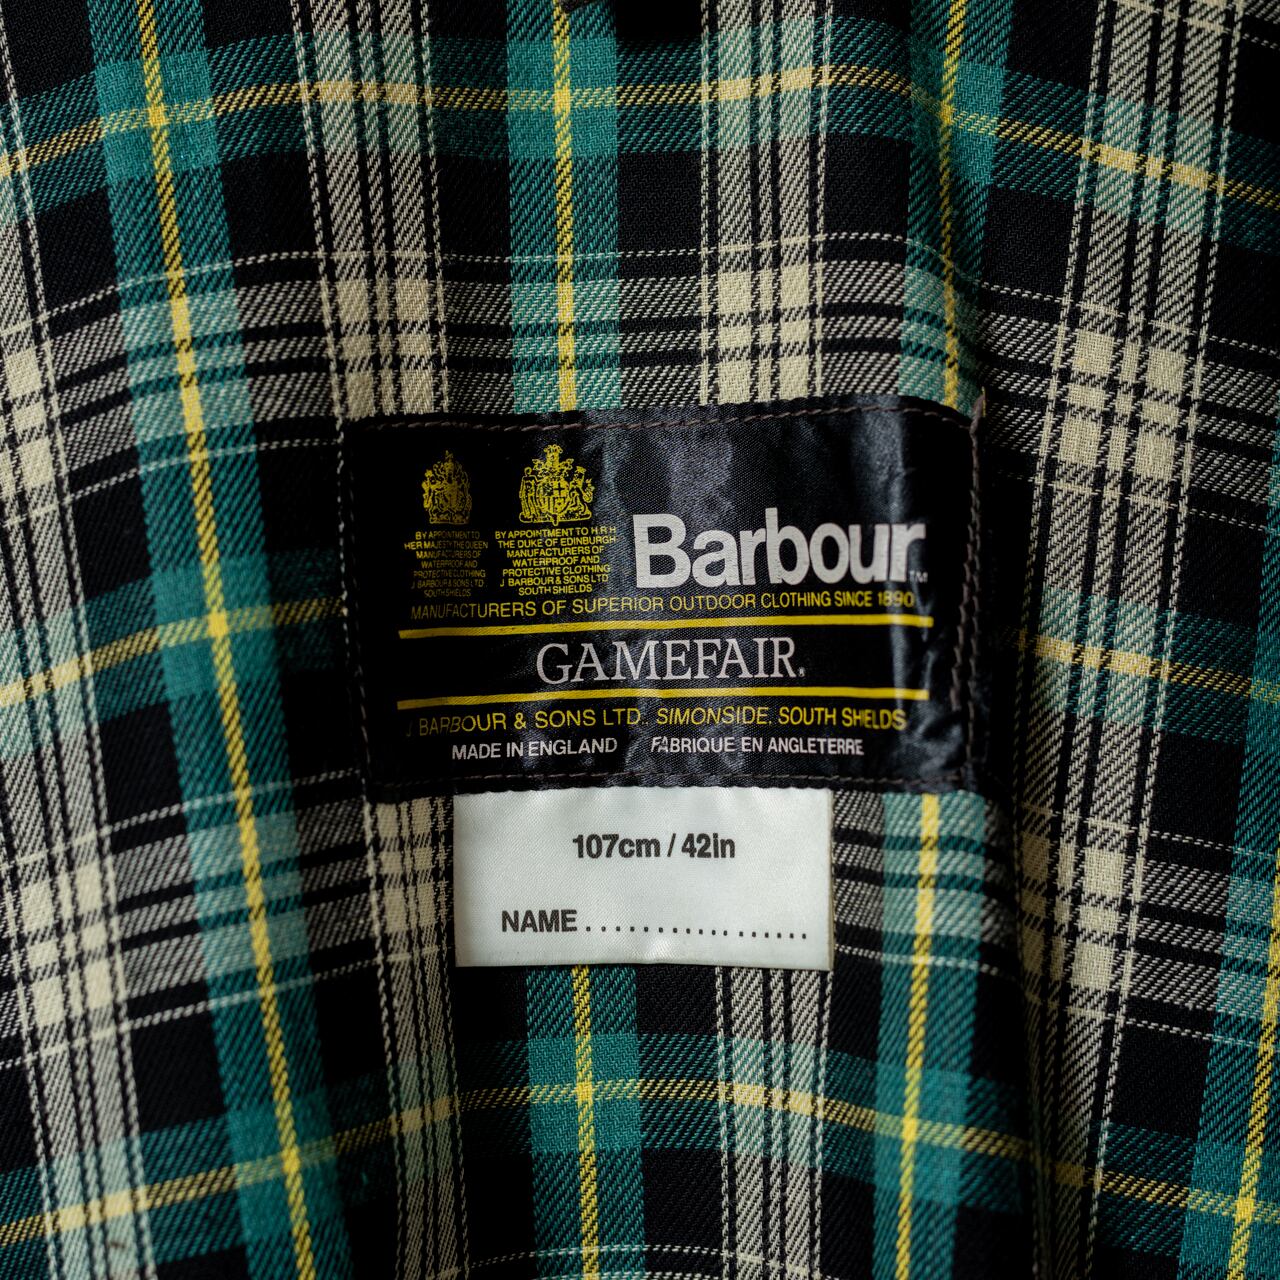 BY APPOINTMENT TO
HER MAJESTY THE QUEEN
MANUFACTURERS OF
WATERPROOF AND
PROTECTIVE CLOTHING
J BARBOUR & SONS LTD
SOUTH SHIELDS
BY APPOINTMENT TO H.R.H
THE DUKE OF EDINBURGH
MANUFACTURERS OF
WATERPROOF AND
PROTECTIVE CLOTHING
J BARBOUR & SONS LTD
SOUTH SHIELDS
Barbour™
MANUFACTURERS OF SUPERIOR OUTDOOR CLOTHING SINCE 1890
GAMEFAIR®
J BARBOUR & SONS LTD. SIMONSIDE. SOUTH SHIELDS
MADE IN ENGLAND FABRIQUE EN ANGLETERRE
107cm / 42in
NAME . . . . . . . . . . . . . . . . . .